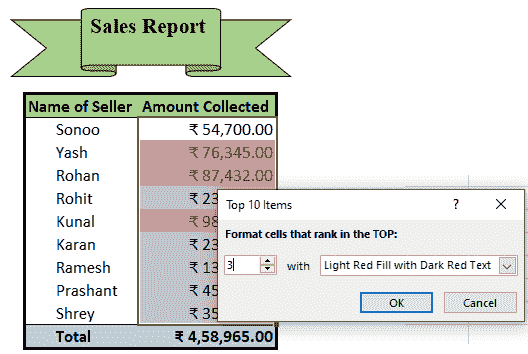 Sales Report
Name of Seller Amount Collected
Sonoo ₹ 54,700.00
Yash ₹ 76,345.00
Rohan ₹ 87,432.00
Rohit ₹ 23
Kunal ₹ 98
Karan ₹ 23
Ramesh ₹ 13
Prashant ₹ 45
Shrey ₹ 35
Total ₹ 4,58,965.00
Top 10 Items ? ×
Format cells that rank in the TOP:
3 with Light Red Fill with Dark Red Text
OK Cancel